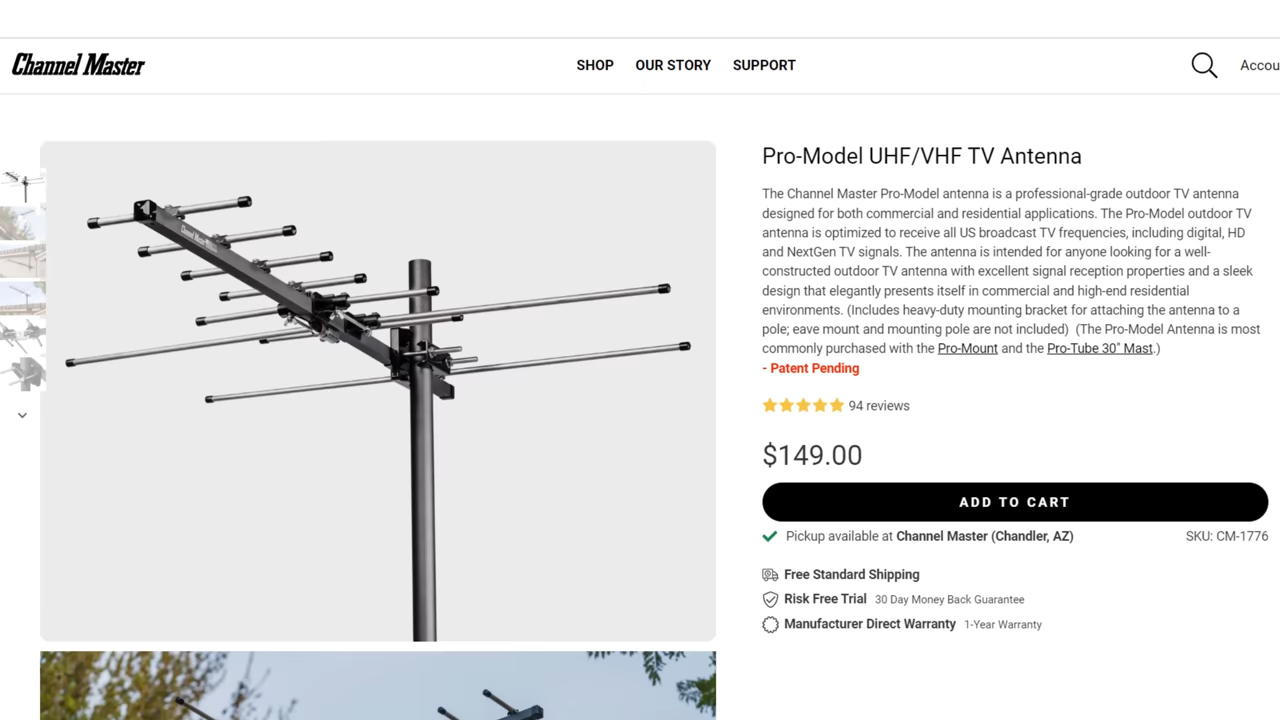 Channel Master
SHOP
OUR STORY
SUPPORT
Accou
Pro-Model UHF/VHF TV Antenna
The Channel Master Pro-Model antenna is a professional-grade outdoor TV antenna
designed for both commercial and residential applications. The Pro-Model outdoor TV
antenna is optimized to receive all US broadcast TV frequencies, including digital, HD
and NextGen TV signals. The antenna is intended for anyone looking for a well-
constructed outdoor TV antenna with excellent signal reception properties and a sleek
design that elegantly presents itself in commercial and high-end residential
environments. (Includes heavy-duty mounting bracket for attaching the antenna to a
pole; eave mount and mounting pole are not included)  (The Pro-Model Antenna is most
commonly purchased with the Pro-Mount and the Pro-Tube 30" Mast.)
- Patent Pending
94 reviews
$149.00
ADD TO CART
Pickup available at Channel Master (Chandler, AZ)
SKU: CM-1776
Free Standard Shipping
Risk Free Trial 30 Day Money Back Guarantee
Manufacturer Direct Warranty 1-Year Warranty